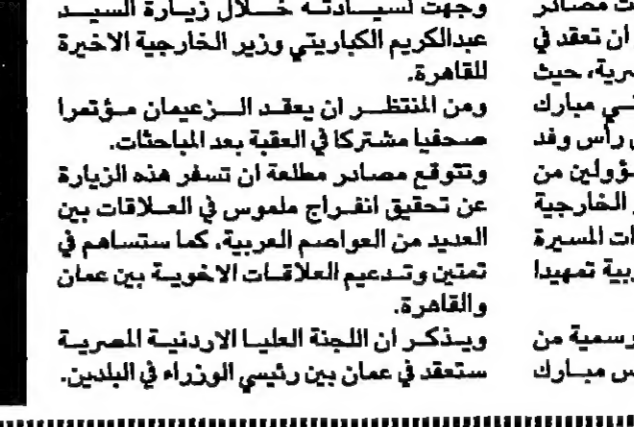 ت مصادر
ان تعقد في
سرية، حيث
ني مبارك
رأس وفد
ـؤولين من
الخارجية
ات المسيرة
ربية تمهيدا
رسمية من
س مبارك
وجهت لسيادته خلال زيارة السيد
عبدالكريم الكباريتي وزير الخارجية الاخيرة
للقاهرة.
ومن المنتظر ان يعقد الزعيمان مؤتمرا
صحفيا مشتركا في العقبة بعد المباحثات.
وتتوقع مصادر مطلعة ان تسفر هذه الزيارة
عن تحقيق انفراج ملموس في العلاقات بين
العديد من العواصم العربية، كما ستساهم في
تمتين وتدعيم العلاقات الاخوية بين عمان
والقاهرة.
ويذكر ان اللجنة العليا الاردنية المصرية
ستعقد في عمان بين رئيسي الوزراء في البلدين.